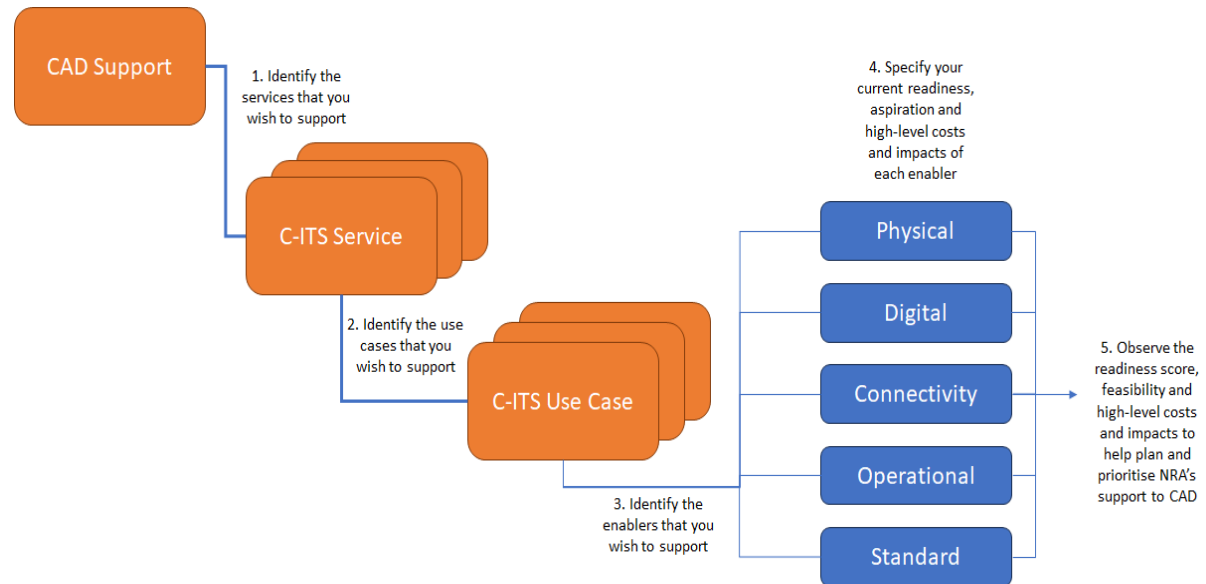 CAD Support
1. Identify the
services that you
wish to support
C-ITS Service
2. Identify the use
cases that you
wish to support
C-ITS Use Case
3. Identify the
enablers that you
wish to support
4. Specify your
current readiness,
aspiration and
high-level costs
and impacts of
each enabler
Physical
Digital
Connectivity
Operational
Standard
5. Observe the
readiness score,
feasibility and
high-level costs
and impacts to
help plan and
prioritise NRA's
support to CAD